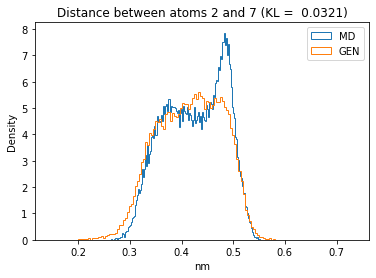 Distance between atoms 2 and 7 (KL =  0.0321)
MD
GEN
Density
8
7
6
5
4
3
2
1
0
0.2 0.3 0.4 0.5 0.6 0.7
nm